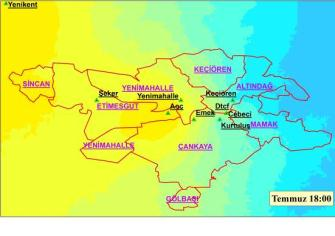 Yenikent
KEÇİÖREN
SİNCAN
Şeker
YENİMAHALLE
ALTINDAĞ
Yenimahalle
Keçiören
ETİMESGUT
Dtcf
Emek
Cebeci
Kurtuluş
MAMAK
YENİMAHALLE
ÇANKAYA
GÖLBAŞI
Temmuz 18:00